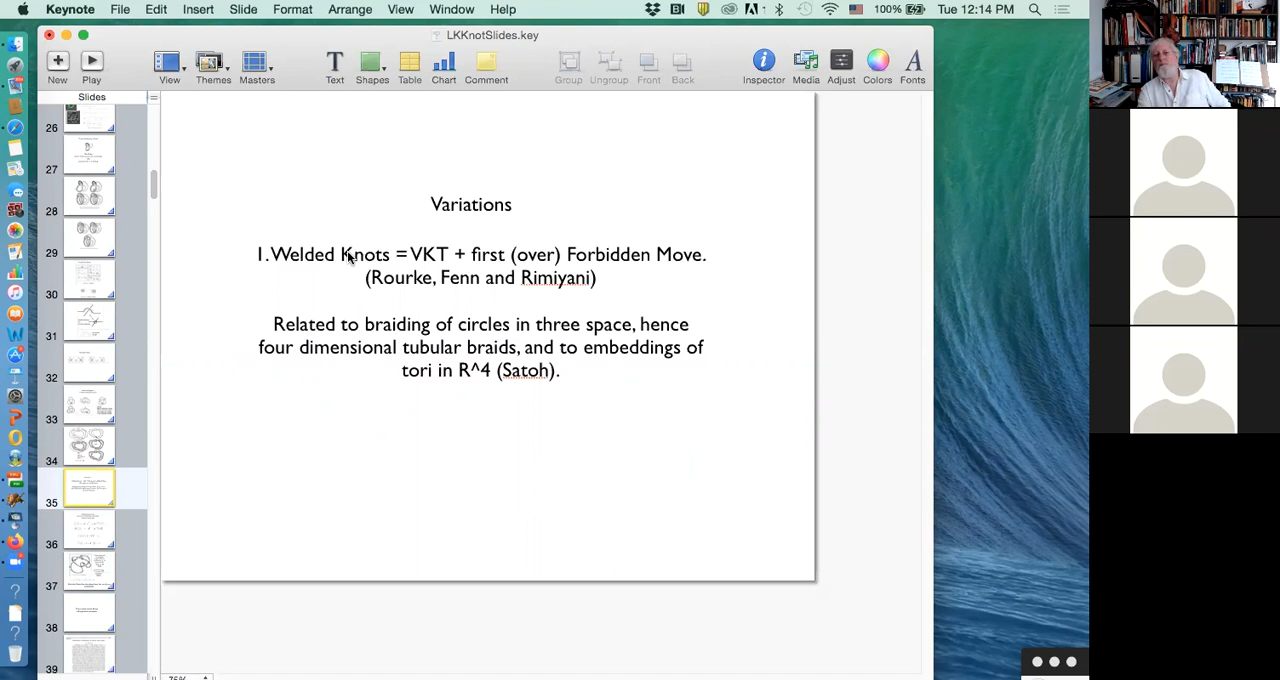 Keynote File Edit Insert Slide Format Arrange View Window Help 100% Tue 12:14 PM
LKKnotSlides.key
New Play View Themes Masters Text Shapes Table Chart Comment Group Ungroup Front Back Inspector Media Adjust Colors Fonts
Slides
26
27
28
29
30
31
32
33
34
35
36
37
38
39
Variations
1. Welded Knots = VKT + first (over) Forbidden Move.
(Rourke, Fenn and Rimiyani)
Related to braiding of circles in three space, hence
four dimensional tubular braids, and to embeddings of
tori in R^4 (Satoh).